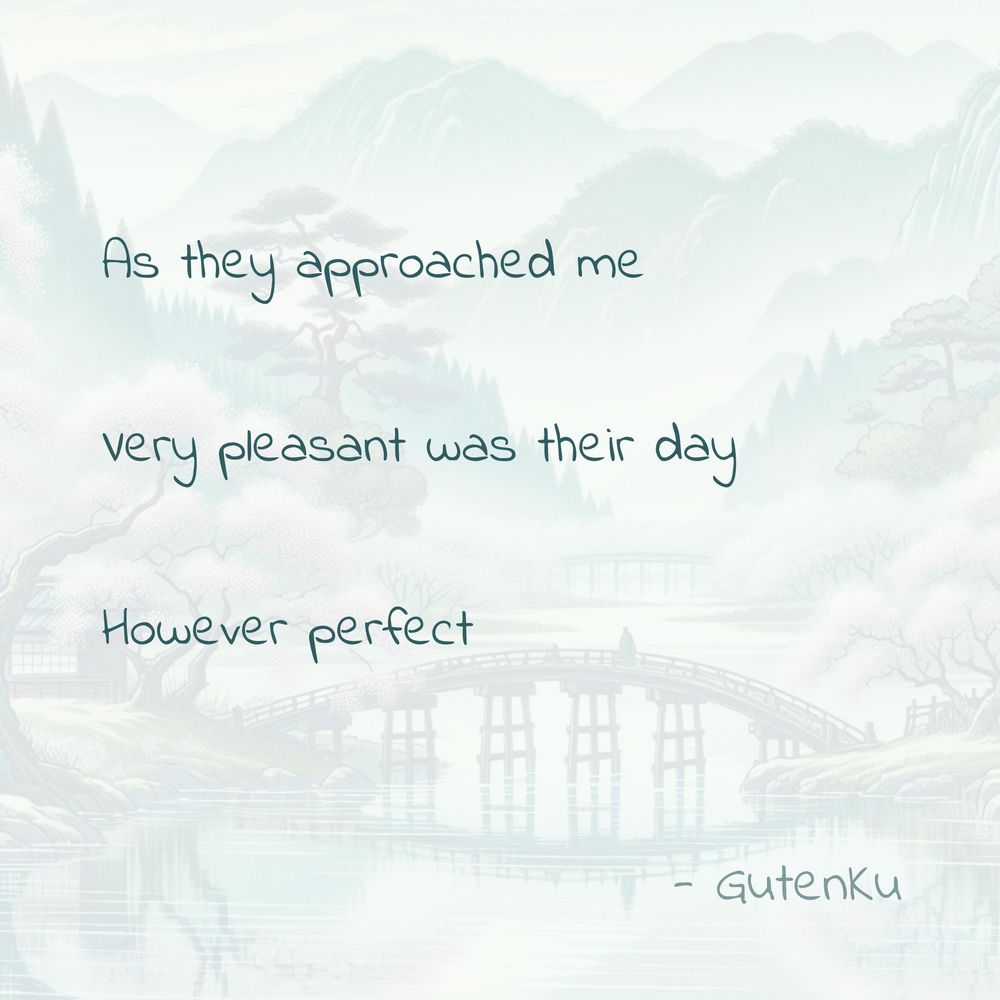 As they approached me
very pleasant was their day
However perfect
- GutenKu